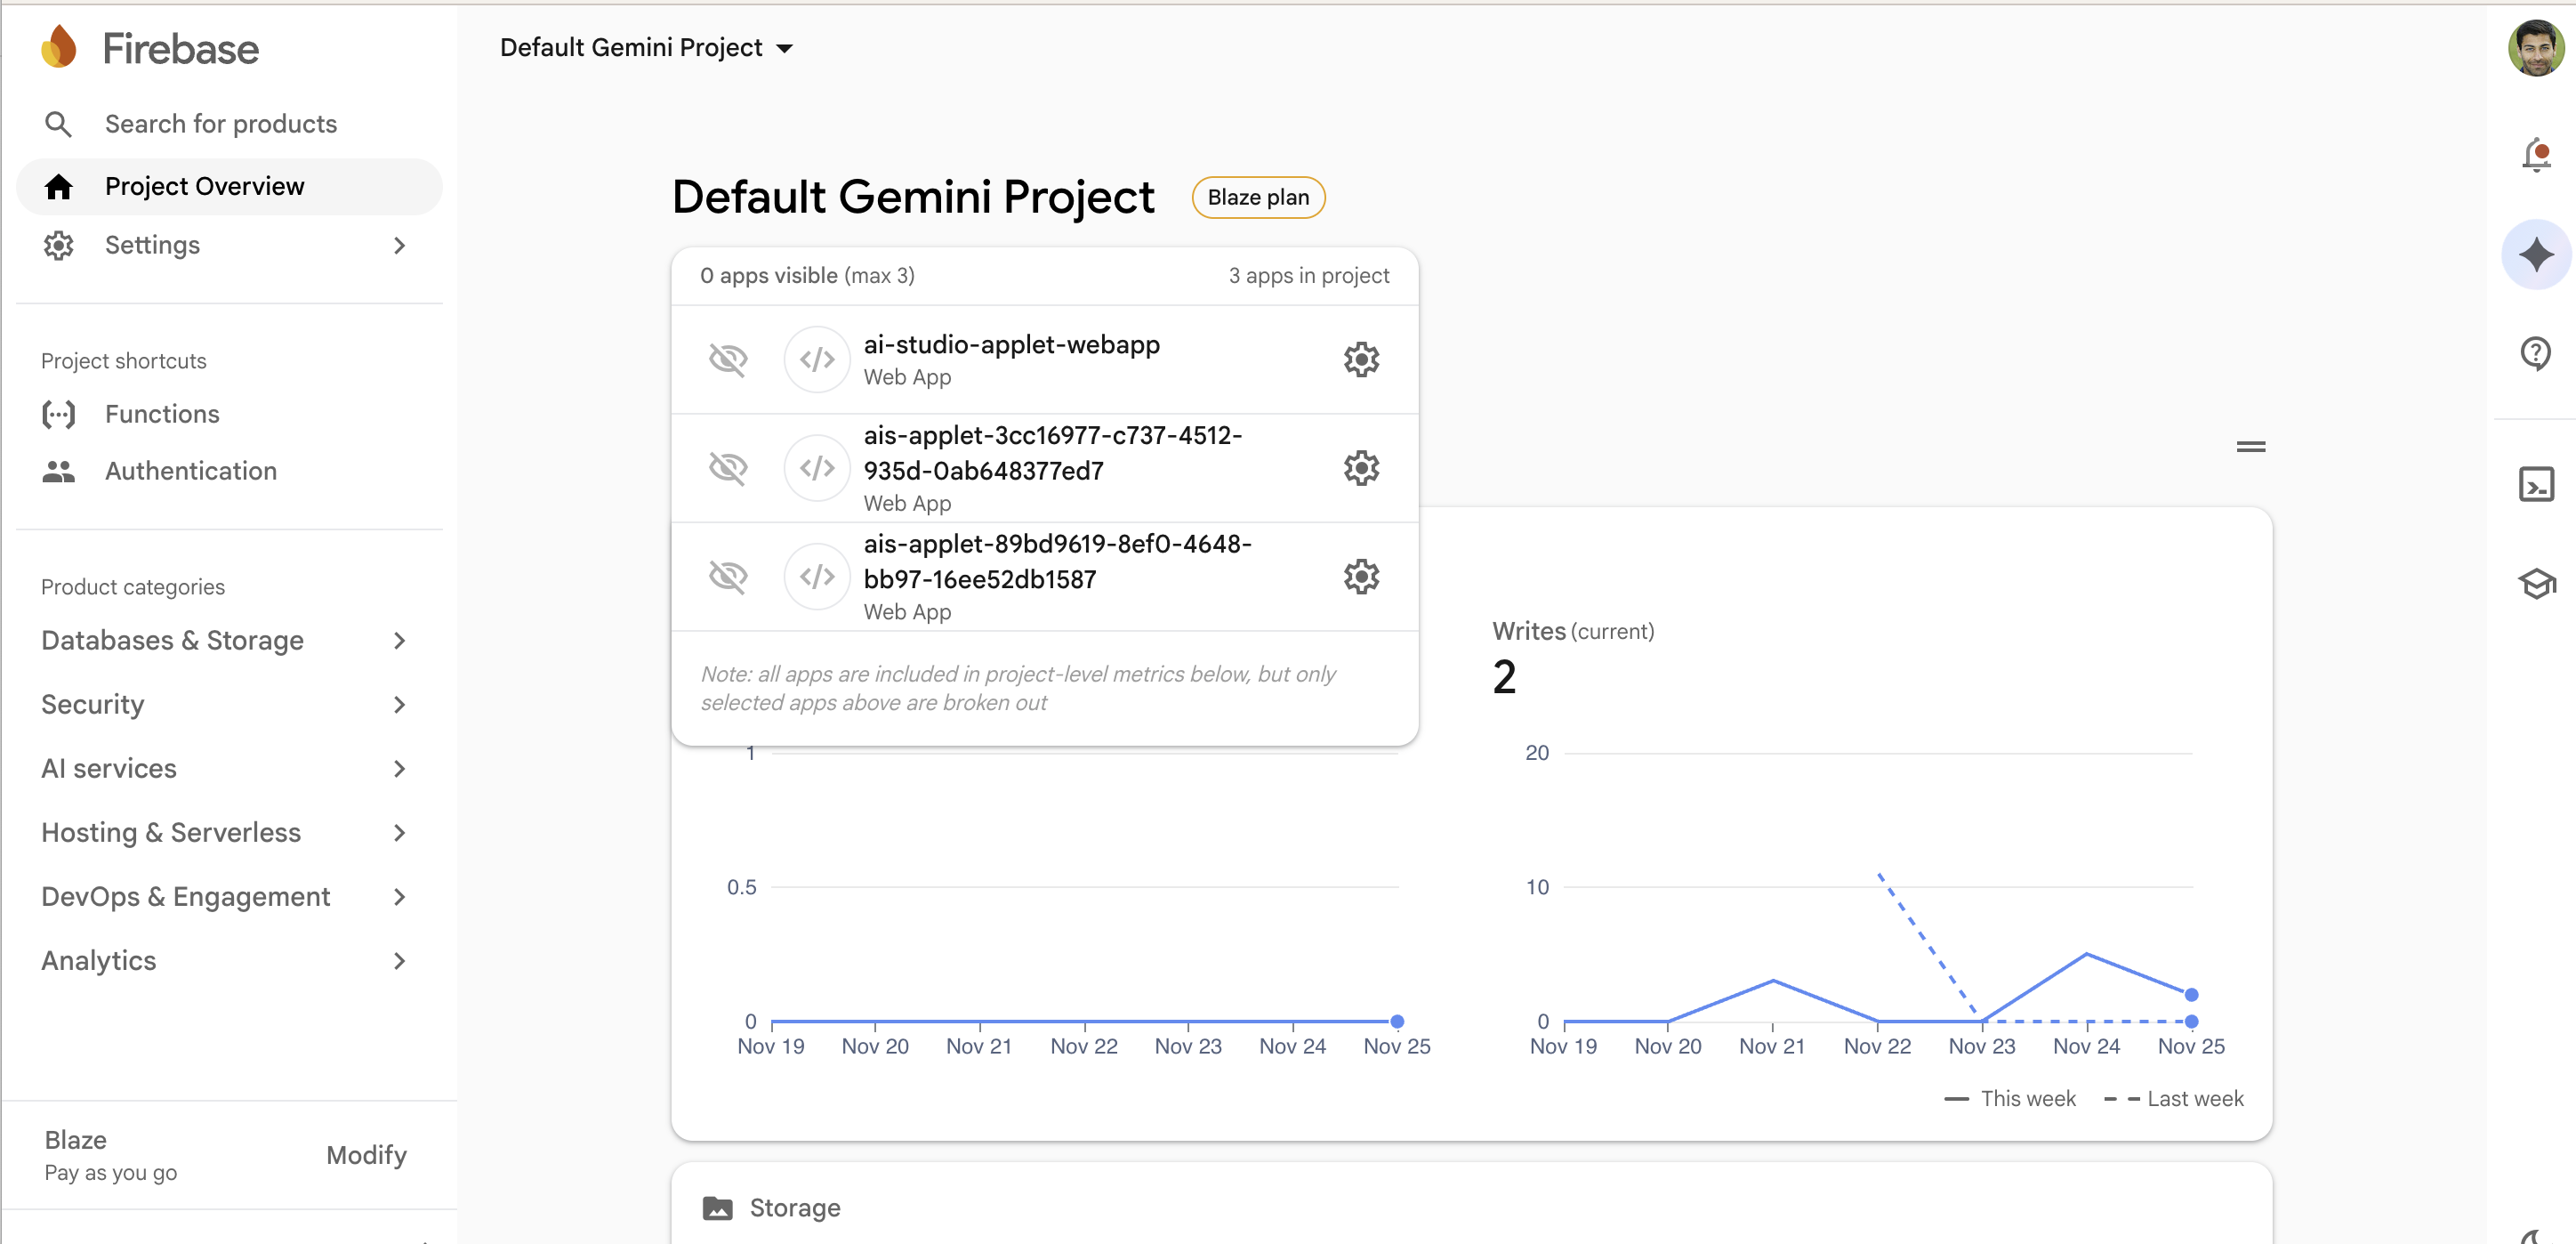 Firebase
Search for products
Project Overview
Settings
Project shortcuts
Functions
Authentication
Product categories
Databases & Storage
Security
AI services
Hosting & Serverless
DevOps & Engagement
Analytics
Blaze
Pay as you go
Modify
Default Gemini Project
Default Gemini Project
Blaze plan
0 apps visible (max 3)
3 apps in project
ai-studio-applet-webapp
Web App
ais-applet-3cc16977-c737-4512-
935d-0ab648377ed7
Web App
ais-applet-89bd9619-8ef0-4648-
bb97-16ee52db1587
Web App
Note: all apps are included in project-level metrics below, but only
selected apps above are broken out
1
0.5
0
Nov 19 Nov 20 Nov 21 Nov 22 Nov 23 Nov 24 Nov 25
Writes (current)
2
20
10
0
Nov 19 Nov 20 Nov 21 Nov 22 Nov 23 Nov 24 Nov 25
This week Last week
Storage